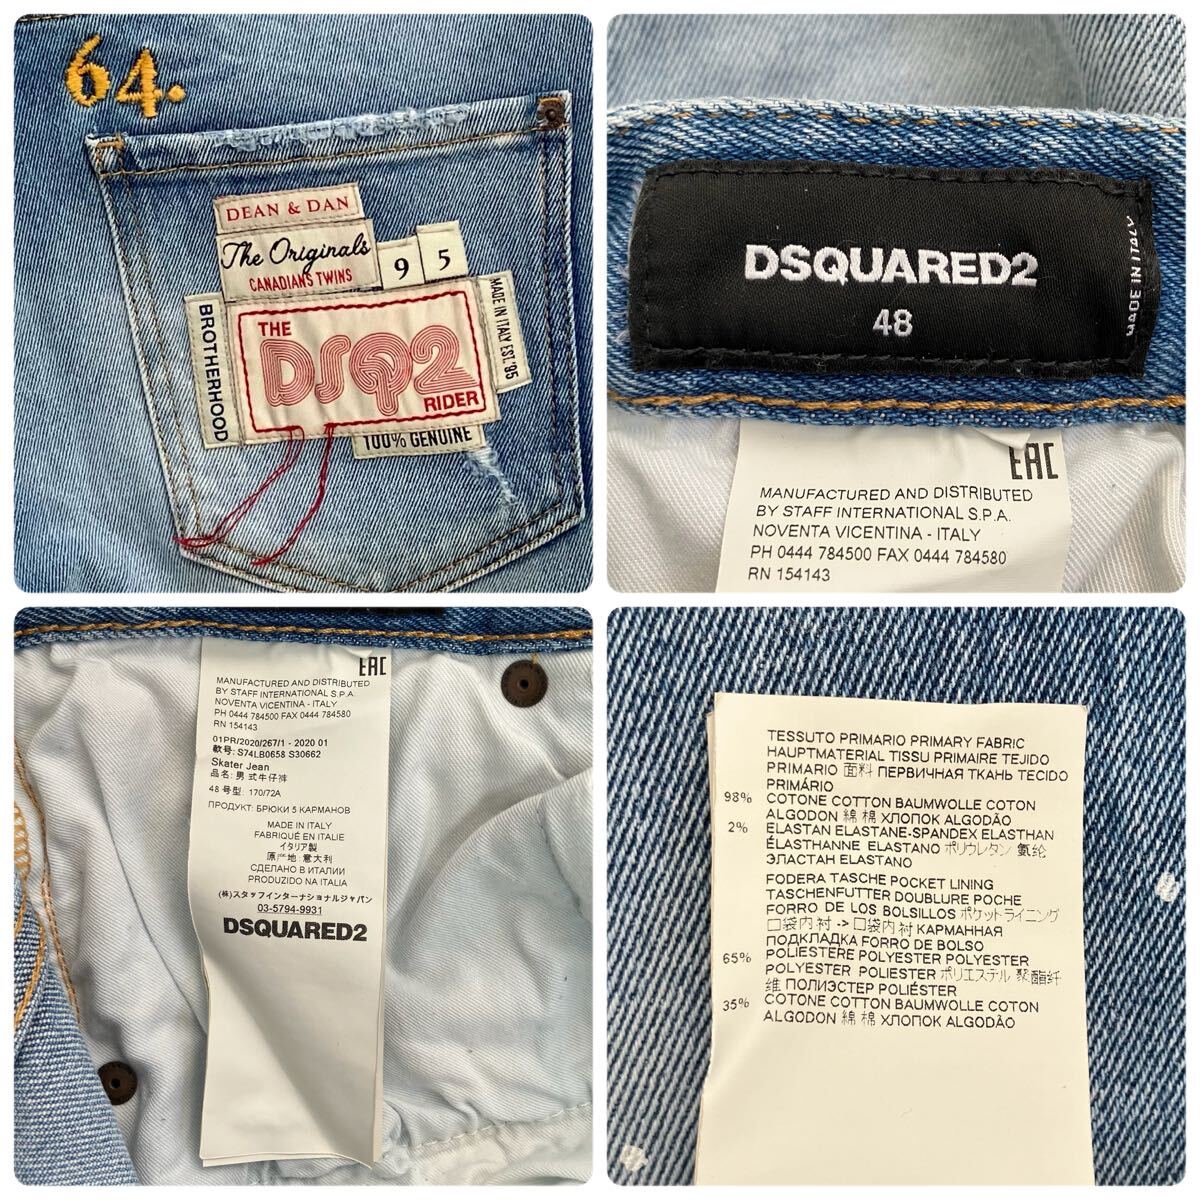 64.
DEAN & DAN
The Originals
CANADIANS TWINS
9 5
BROTHERHOOD
THE
DSQ2
RIDER
MADE IN ITALY EST.'95
100% GENUINE
DSQUARED2
48
MADE IN ITALY
EAC
MANUFACTURED AND DISTRIBUTED
BY STAFF INTERNATIONAL S.P.A.
NOVENTA VICENTINA - ITALY
PH 0444 784500 FAX 0444 784580
RN 154143
EAC
MANUFACTURED AND DISTRIBUTED
BY STAFF INTERNATIONAL S.P.A.
NOVENTA VICENTINA - ITALY
PH 0444 784500 FAX 0444 784580
RN 154143
01PR/2020/267/1 - 2020 01
款号: S74LB0658 S30662
Skater Jean
品名: 男式牛仔裤
48 号型: 170/72A
ПРОДУКТ: БРЮКИ 5 КАРМАНОВ
MADE IN ITALY
FABRIQUÉ EN ITALIE
イタリア製
原产地: 意大利
СДЕЛАНО В ИТАЛИИ
PRODUZIDO NA ITALIA
(株)スタッフインターナショナルジャパン
03-5794-9931
DSQUARED2
TESSUTO PRIMARIO PRIMARY FABRIC
HAUPTMATERIAL TISSU PRIMAIRE TEJIDO
PRIMARIO 面料 ПЕРВИЧНАЯ ТКАНЬ TECIDO
PRIMÁRIO
98% COTONE COTTON BAUMWOLLE COTON
ALGODON 綿 棉 ХЛОПОК ALGODÃO
2% ELASTAN ELASTANE-SPANDEX ELASTHAN
ÉLASTHANNE ELASTANO ポリウレタン 氨纶
ЭЛАСТАН ELASTANO
FODERA TASCHE POCKET LINING
TASCHENFUTTER DOUBLURE POCHE
FORRO DE LOS BOLSILLOS ポケットライニング
口袋内衬 -> 口袋内衬 КАРМАННАЯ
ПОДКЛАДКА FORRO DE BOLSO
65% POLIESTERE POLYESTER POLYESTER
POLYESTER POLIESTER ポリエステル 聚酯纤
维 ПОЛИЭСТЕР POLIÉSTER
35% COTONE COTTON BAUMWOLLE COTON
ALGODON 綿 棉 ХЛОПОК ALGODÃO